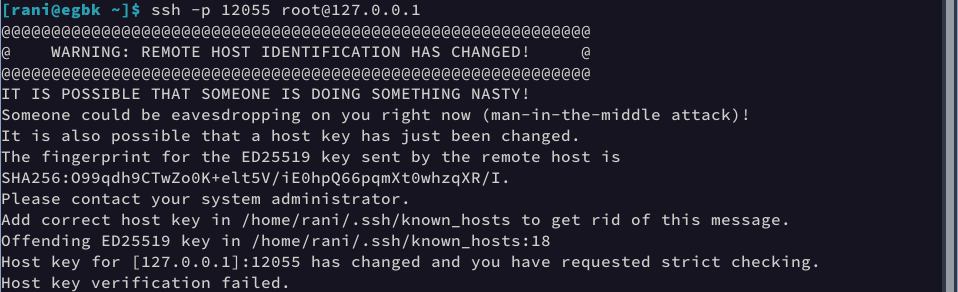 [rani@egbk ~]$ ssh -p 12055 root@127.0.0.1
@@@@@@@@@@@@@@@@@@@@@@@@@@@@@@@@@@@@@@@@@@@@@@@@@@@@@@@@@@@
@    WARNING: REMOTE HOST IDENTIFICATION HAS CHANGED!     @
@@@@@@@@@@@@@@@@@@@@@@@@@@@@@@@@@@@@@@@@@@@@@@@@@@@@@@@@@@@
IT IS POSSIBLE THAT SOMEONE IS DOING SOMETHING NASTY!
Someone could be eavesdropping on you right now (man-in-the-middle attack)!
It is also possible that a host key has just been changed.
The fingerprint for the ED25519 key sent by the remote host is
SHA256:O99qdh9CTwZo0K+elt5V/iE0hpQ66pqmXt0whzqXR/I.
Please contact your system administrator.
Add correct host key in /home/rani/.ssh/known_hosts to get rid of this message.
Offending ED25519 key in /home/rani/.ssh/known_hosts:18
Host key for [127.0.0.1]:12055 has changed and you have requested strict checking.
Host key verification failed.